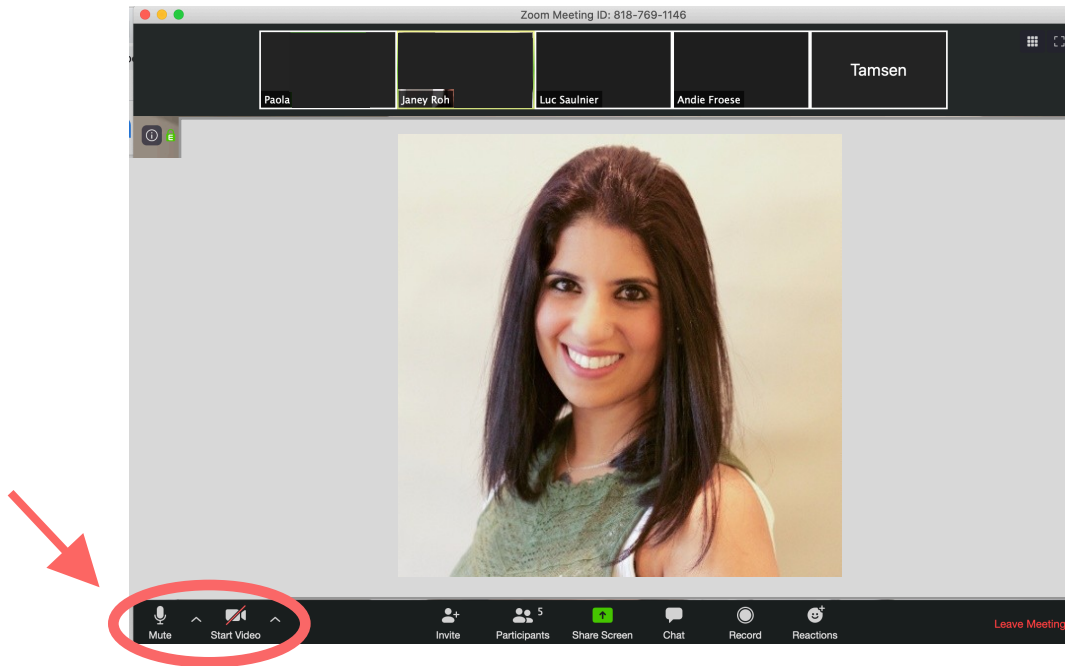 Zoom Meeting ID: 818-769-1146
Paola
Janey Roh
Luc Saulnier
Andie Froese
Tamsen
E
Mute
Start Video
Invite
5
Participants
Share Screen
Chat
Record
Reactions
Leave Meeting